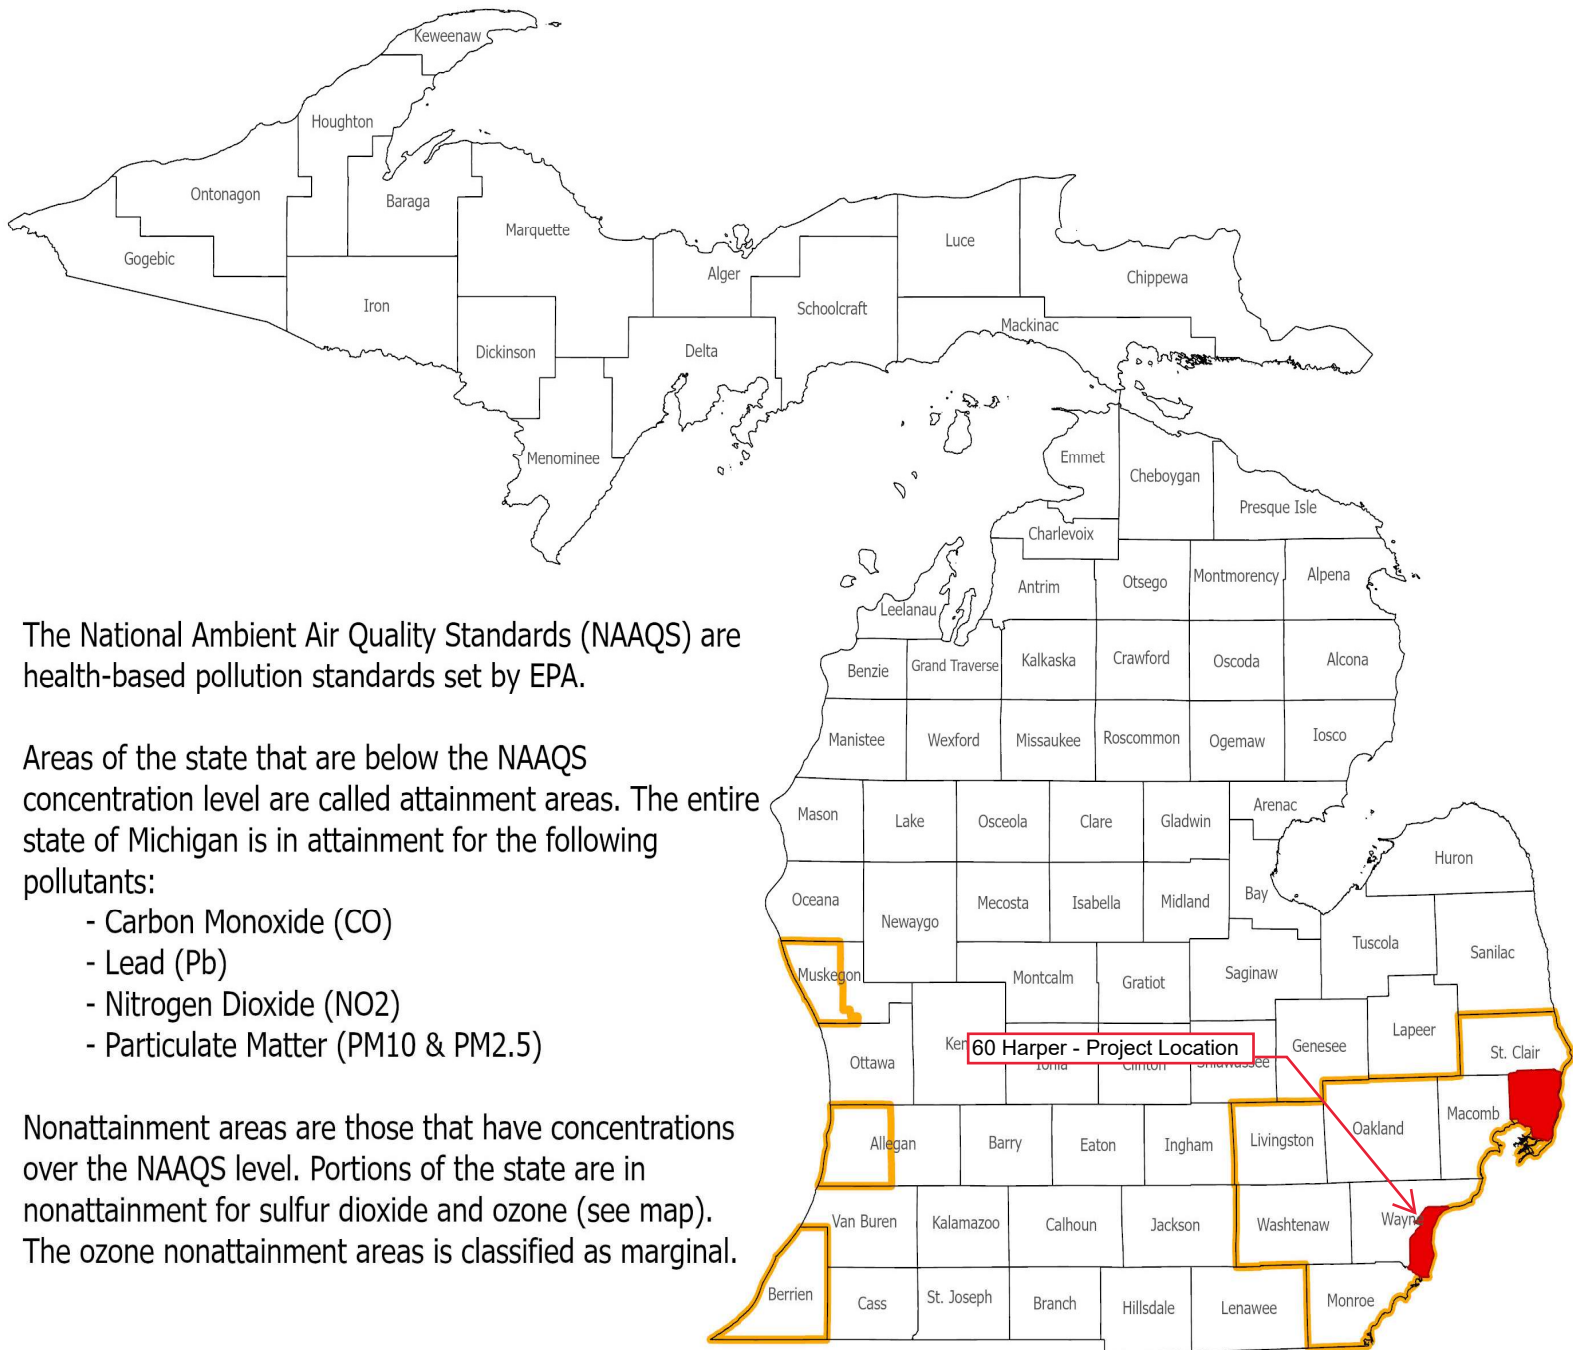 Keweenaw
Houghton
Ontonagon
Baraga
Marquette
Gogebic
Iron
Alger
Luce
Chippewa
Schoolcraft
Mackinac
Dickinson
Delta
Menominee
Emmet
Cheboygan
Presque Isle
Charlevoix
Antrim
Otsego
Montmorency
Alpena
Leelanau
The National Ambient Air Quality Standards (NAAQS) are
health-based pollution standards set by EPA.
Benzie
Grand Traverse
Kalkaska
Crawford
Oscoda
Alcona
Manistee
Wexford
Missaukee
Roscommon
Ogemaw
Iosco
Areas of the state that are below the NAAQS
concentration level are called attainment areas. The entire
state of Michigan is in attainment for the following
pollutants:
- Carbon Monoxide (CO)
- Lead (Pb)
- Nitrogen Dioxide (NO2)
- Particulate Matter (PM10 & PM2.5)
Mason
Lake
Osceola
Clare
Gladwin
Arenac
Huron
Oceana
Newaygo
Mecosta
Isabella
Midland
Bay
Tuscola
Sanilac
Muskegon
Montcalm
Gratiot
Saginaw
Ottawa
Ken
60 Harper - Project Location
Genesee
Lapeer
St. Clair
Ionia
Clinton
Shiawassee
Nonattainment areas are those that have concentrations
over the NAAQS level. Portions of the state are in
nonattainment for sulfur dioxide and ozone (see map).
The ozone nonattainment areas is classified as marginal.
Allegan
Barry
Eaton
Ingham
Livingston
Oakland
Macomb
Van Buren
Kalamazoo
Calhoun
Jackson
Washtenaw
Wayne
Berrien
Cass
St. Joseph
Branch
Hillsdale
Lenawee
Monroe